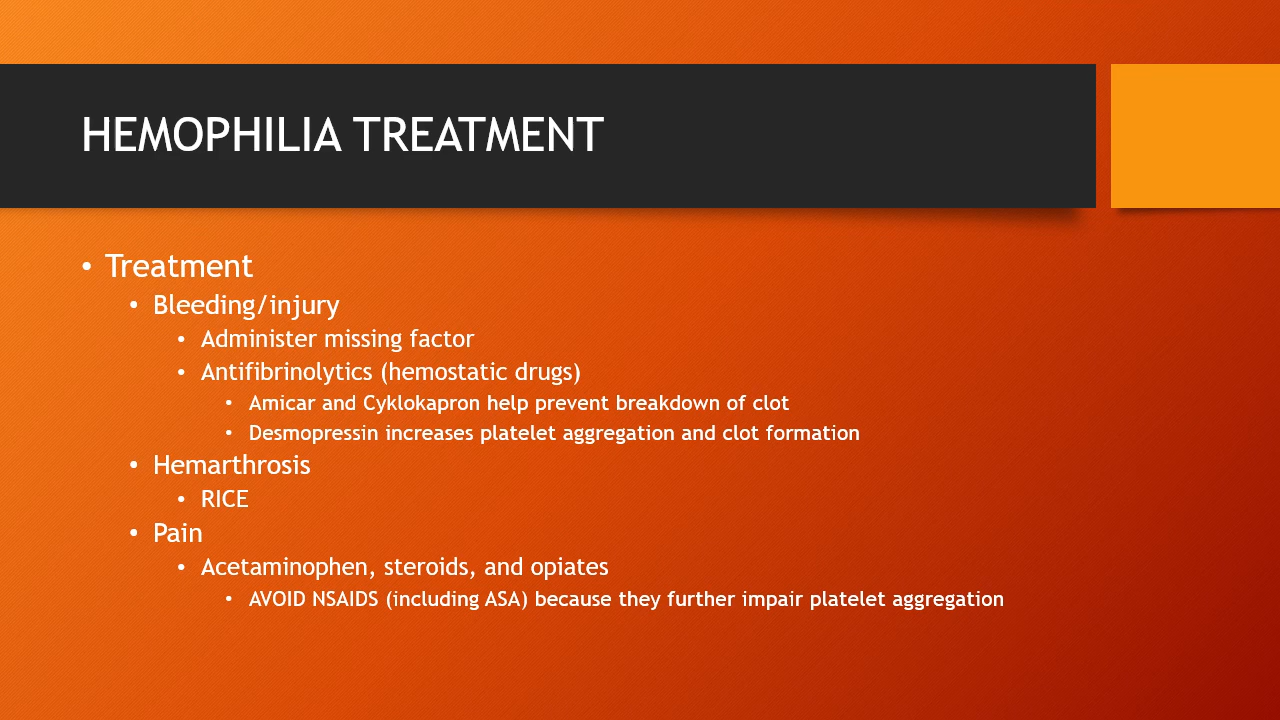 HEMOPHILIA TREATMENT
• Treatment
• Bleeding/injury
• Administer missing factor
• Antifibrinolytics (hemostatic drugs)
• Amicar and Cyklokapron help prevent breakdown of clot
• Desmopressin increases platelet aggregation and clot formation
• Hemarthrosis
• RICE
• Pain
• Acetaminophen, steroids, and opiates
• AVOID NSAIDS (including ASA) because they further impair platelet aggregation